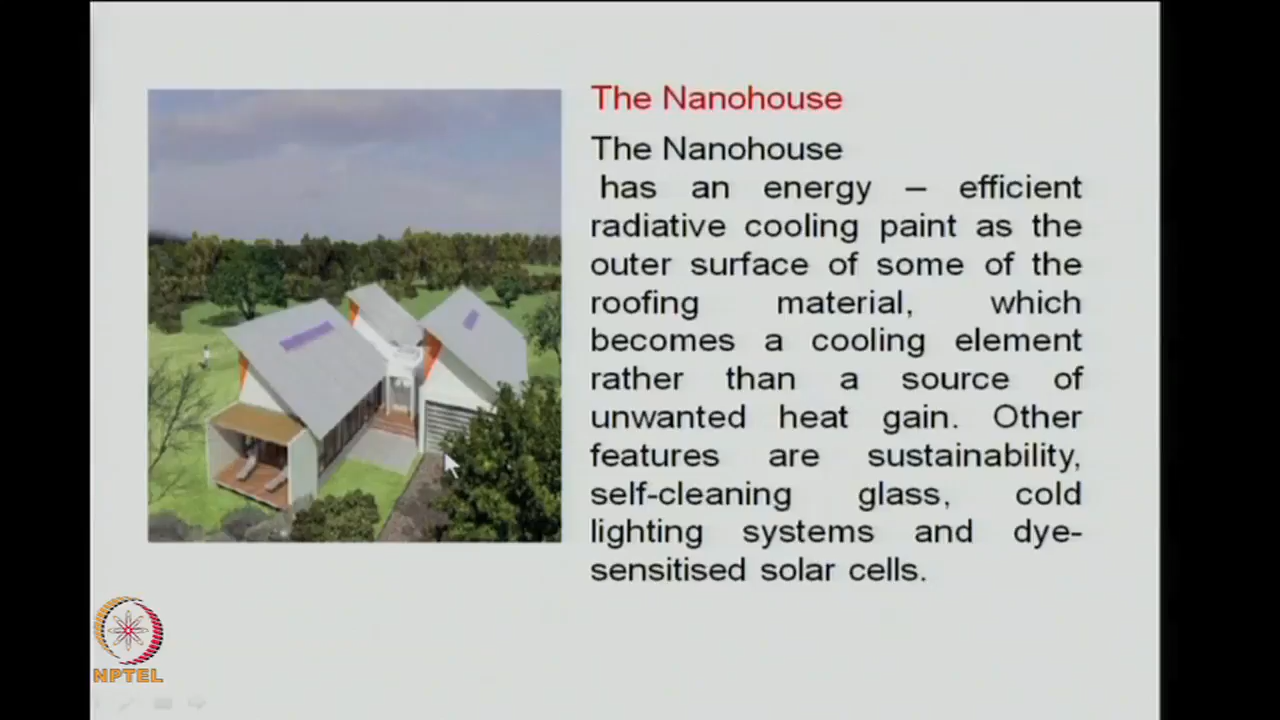 The Nanohouse
The Nanohouse
has an energy – efficient
radiative cooling paint as the
outer surface of some of the
roofing material, which
becomes a cooling element
rather than a source of
unwanted heat gain. Other
features are sustainability,
self-cleaning glass, cold
lighting systems and dye-
sensitised solar cells.
NPTEL